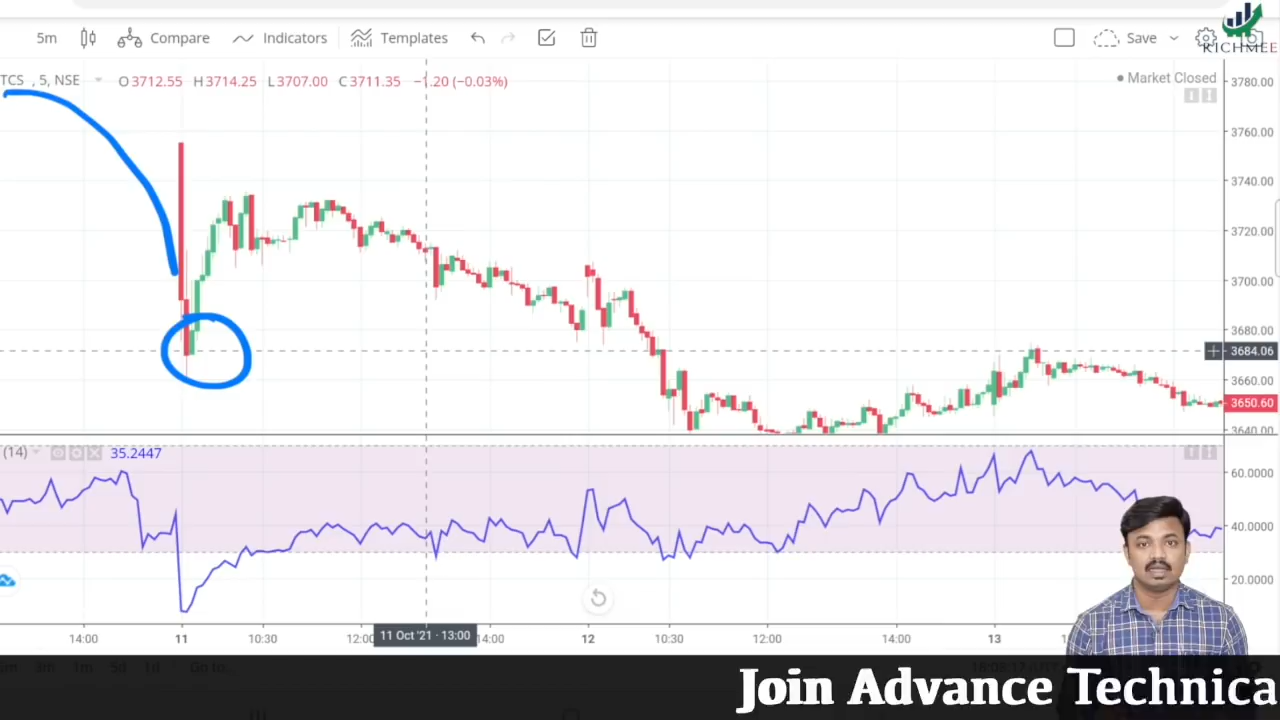 RICHMEE
5m Compare Indicators Templates Save
TCS , 5, NSE O3712.55 H3714.25 L3707.00 C3711.35 −1.20 (−0.03%)
Market Closed
3780.00
3760.00
3740.00
3720.00
3700.00
3680.00
3684.06
3660.00
3650.60
3640.00
(14) 35.2447
60.0000
40.0000
20.0000
14:00 11 10:30 12:00 11 Oct '21 · 13:00 14:00 12 10:30 12:00 14:00 13
5d 1d Go to...
Join Advance Technica